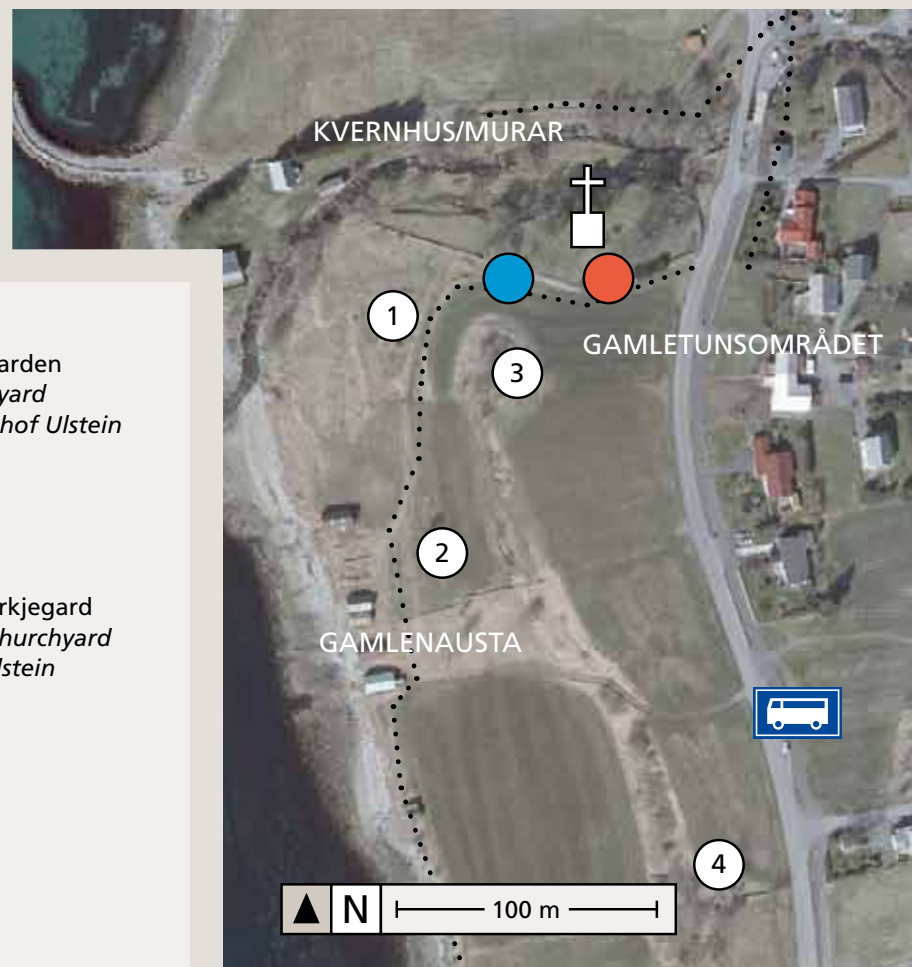 KVERNHUS/MURAR
1
GAMLETUNSOMRÅDET
3
2
GAMLENAUSTA
4
N
100 m
arden
yard
hof Ulstein
rkjegard
hurchyard
lstein